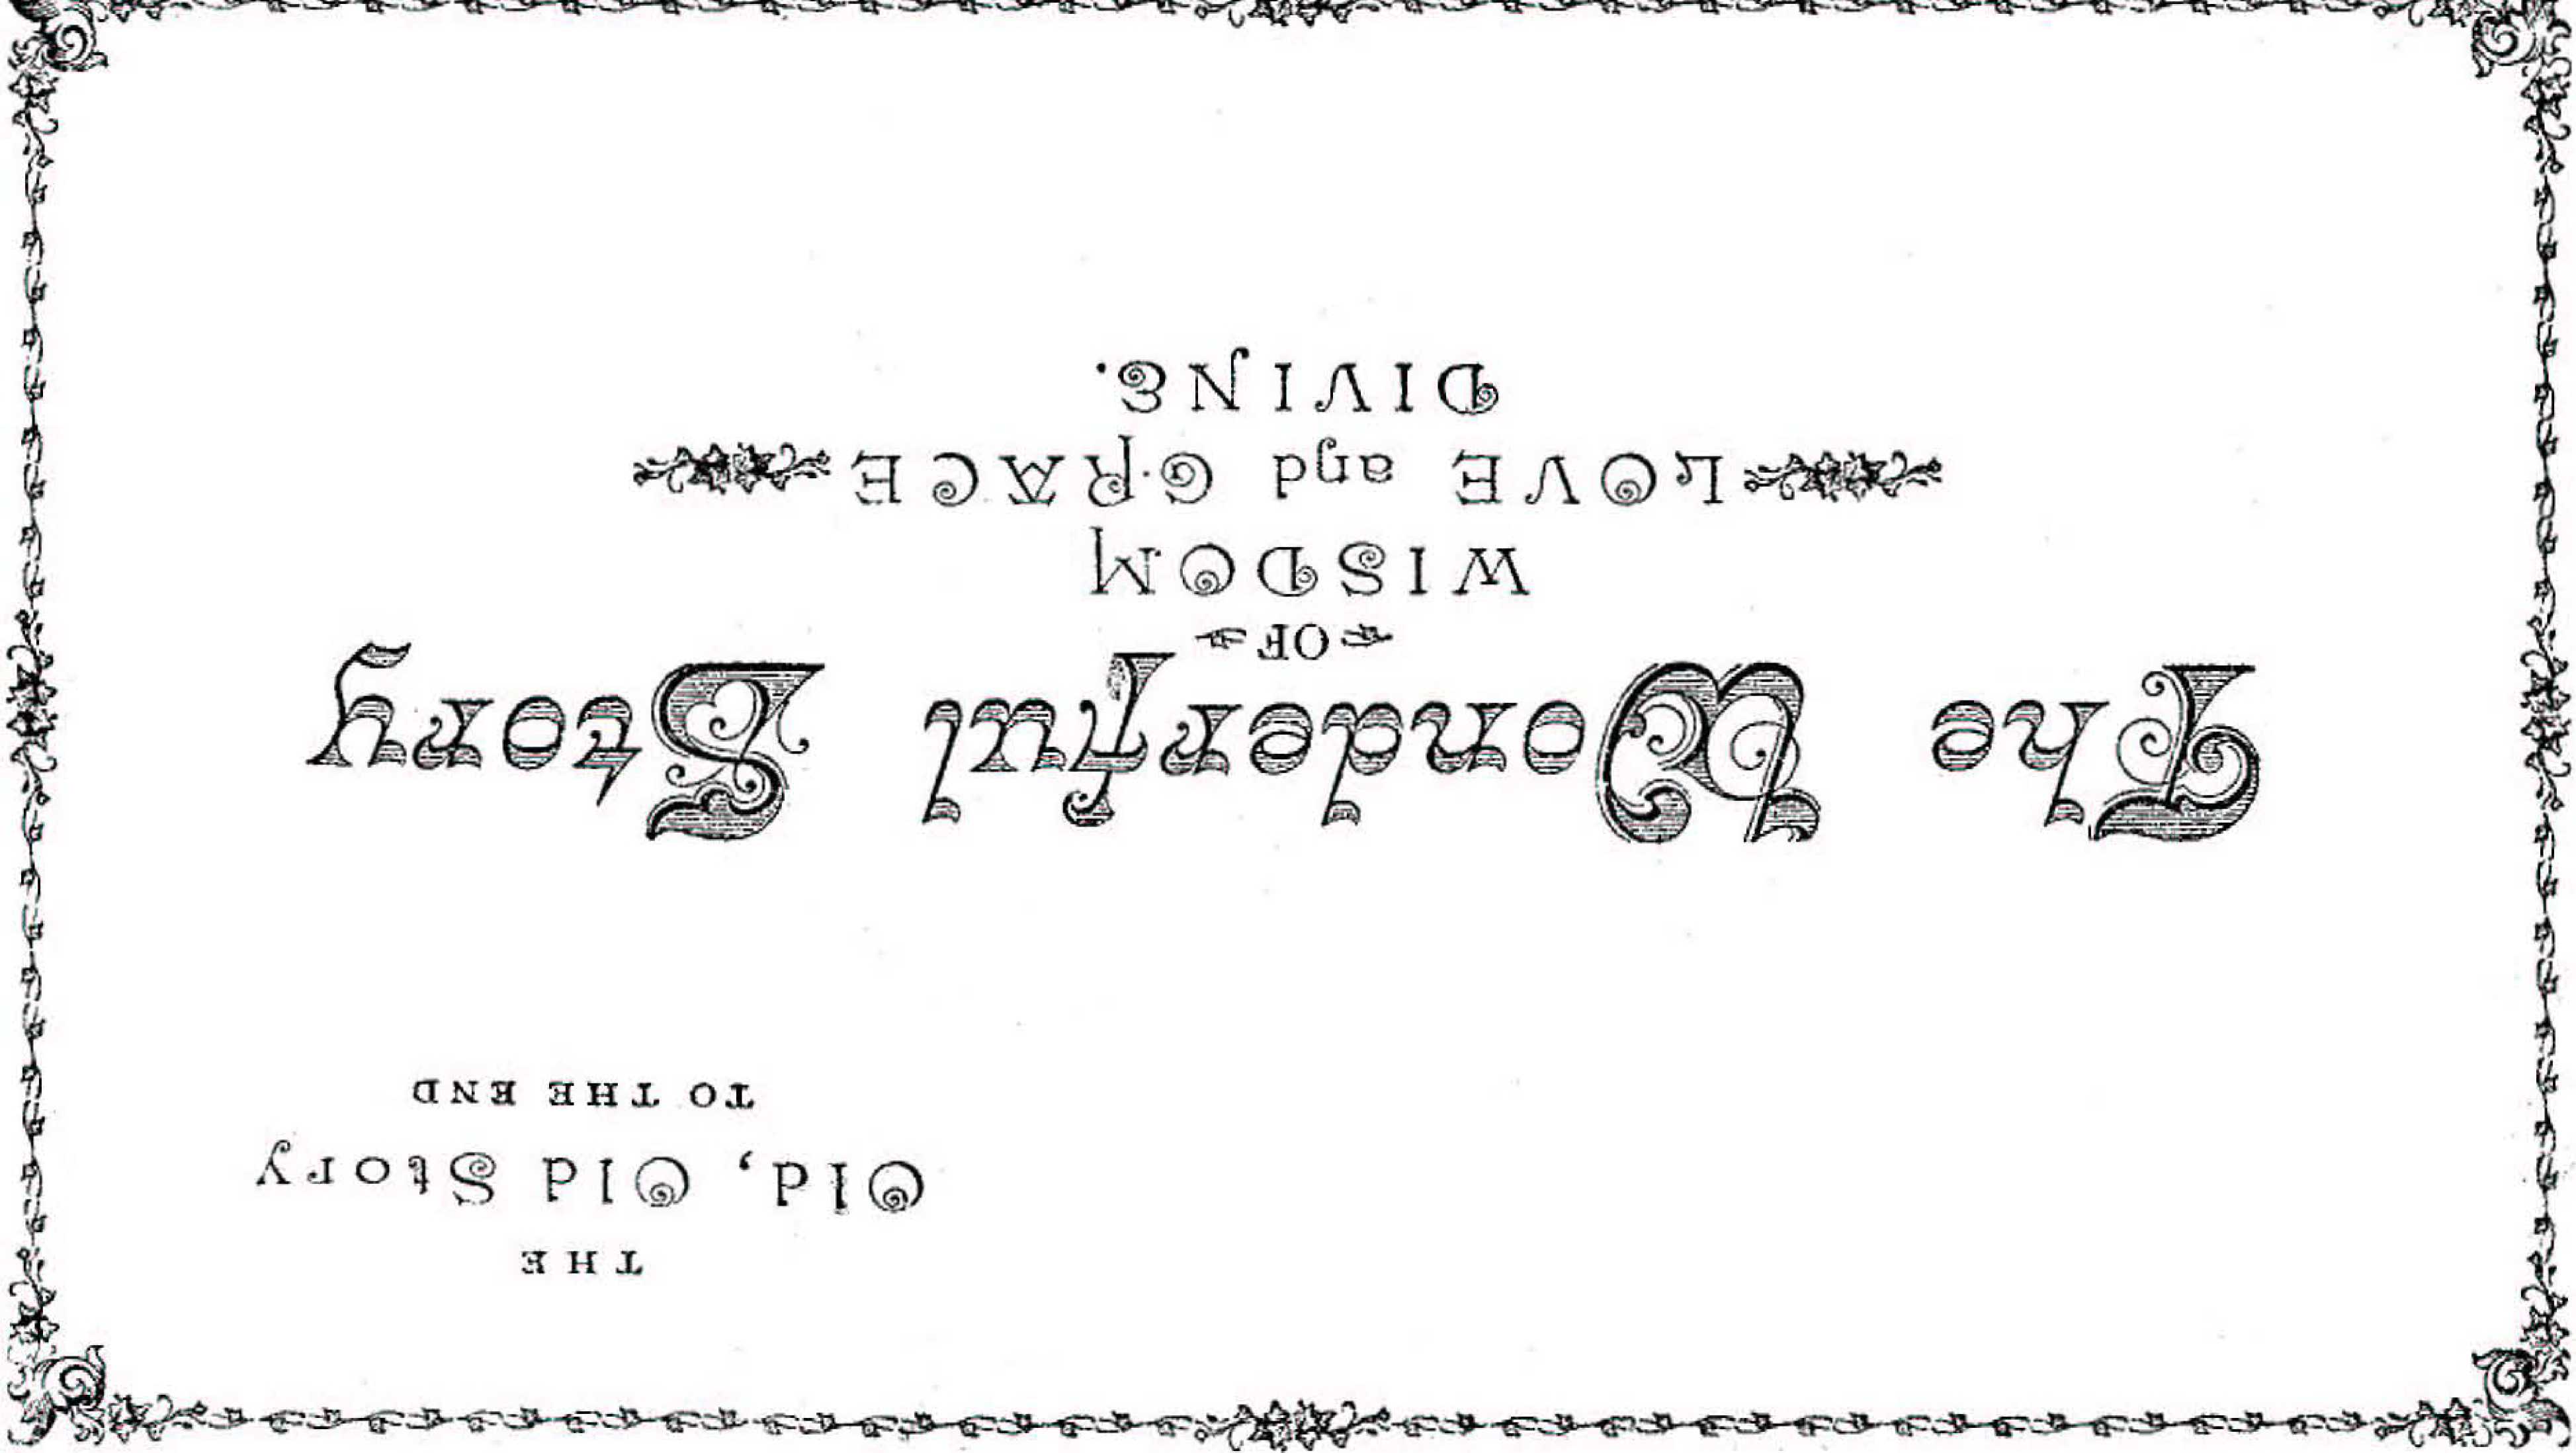 THE
Old, Old Story
TO THE END
The Wonderful Story
OF
WISDOM
LOVE and GRACE
DIVINE.